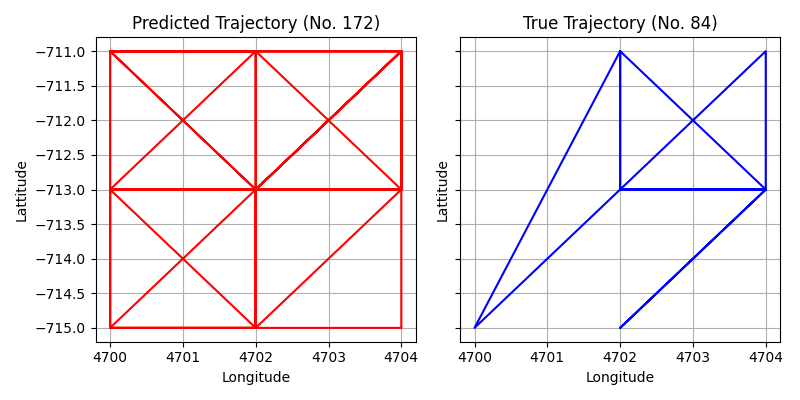 Predicted Trajectory (No. 172)
−711.0
−711.5
−712.0
−712.5
−713.0
−713.5
−714.0
−714.5
−715.0
Lattitude
4700 4701 4702 4703 4704
Longitude
True Trajectory (No. 84)
Lattitude
4700 4701 4702 4703 4704
Longitude